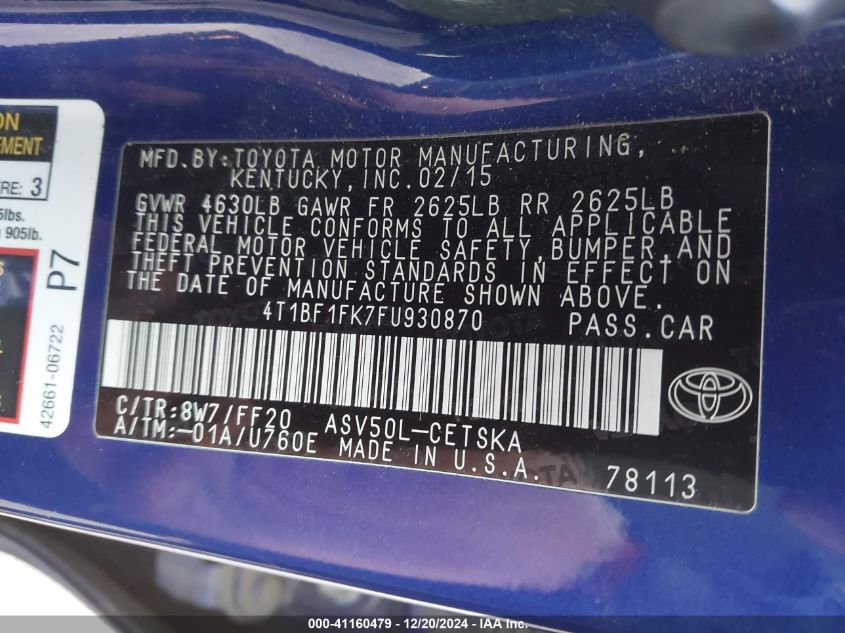 ON
EMENT
RE: 3
5lbs.
905lb.
P7
42661-06722
MFD.BY:TOYOTA MOTOR MANUFACTURING,
KENTUCKY,INC.02/15
GVWR 4630LB GAWR FR 2625LB RR 2625LB
THIS VEHICLE CONFORMS TO ALL APPLICABLE
FEDERAL MOTOR VEHICLE SAFETY,BUMPER,AND
THEFT PREVENTION STANDARDS IN EFFECT ON
THE DATE OF MANUFACTURE SHOWN ABOVE.
4T1BF1FK7FU930870 PASS.CAR
C/TR:8W7/FF20 ASV50L-CETSKA
A/TM:-01A/U760E MADE IN U.S.A.
78113
000-41160479 - 12/20/2024 - IAA Inc.